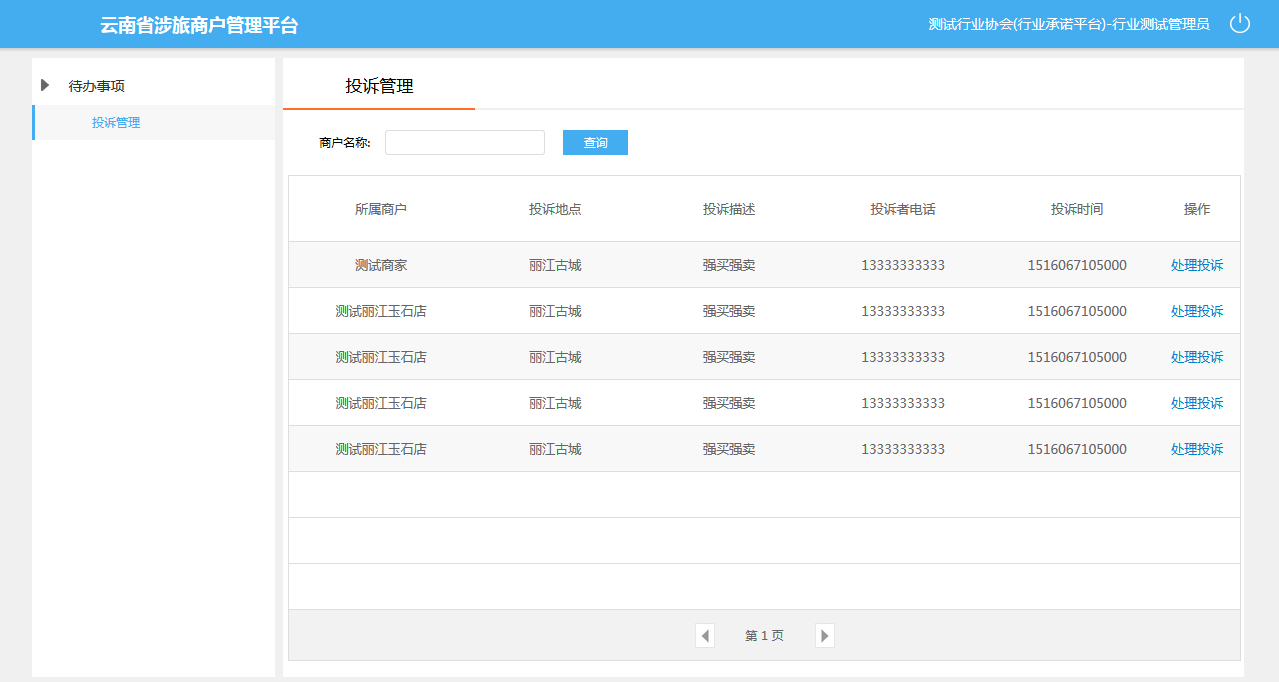 云南省涉旅商户管理平台
测试行业协会(行业承诺平台)-行业测试管理员
待办事项
投诉管理
投诉管理
商户名称: 查询
所属商户 投诉地点 投诉描述 投诉者电话 投诉时间 操作
测试商家 丽江古城 强买强卖 13333333333 1516067105000 处理投诉
测试丽江玉石店 丽江古城 强买强卖 13333333333 1516067105000 处理投诉
测试丽江玉石店 丽江古城 强买强卖 13333333333 1516067105000 处理投诉
测试丽江玉石店 丽江古城 强买强卖 13333333333 1516067105000 处理投诉
测试丽江玉石店 丽江古城 强买强卖 13333333333 1516067105000 处理投诉
第 1 页